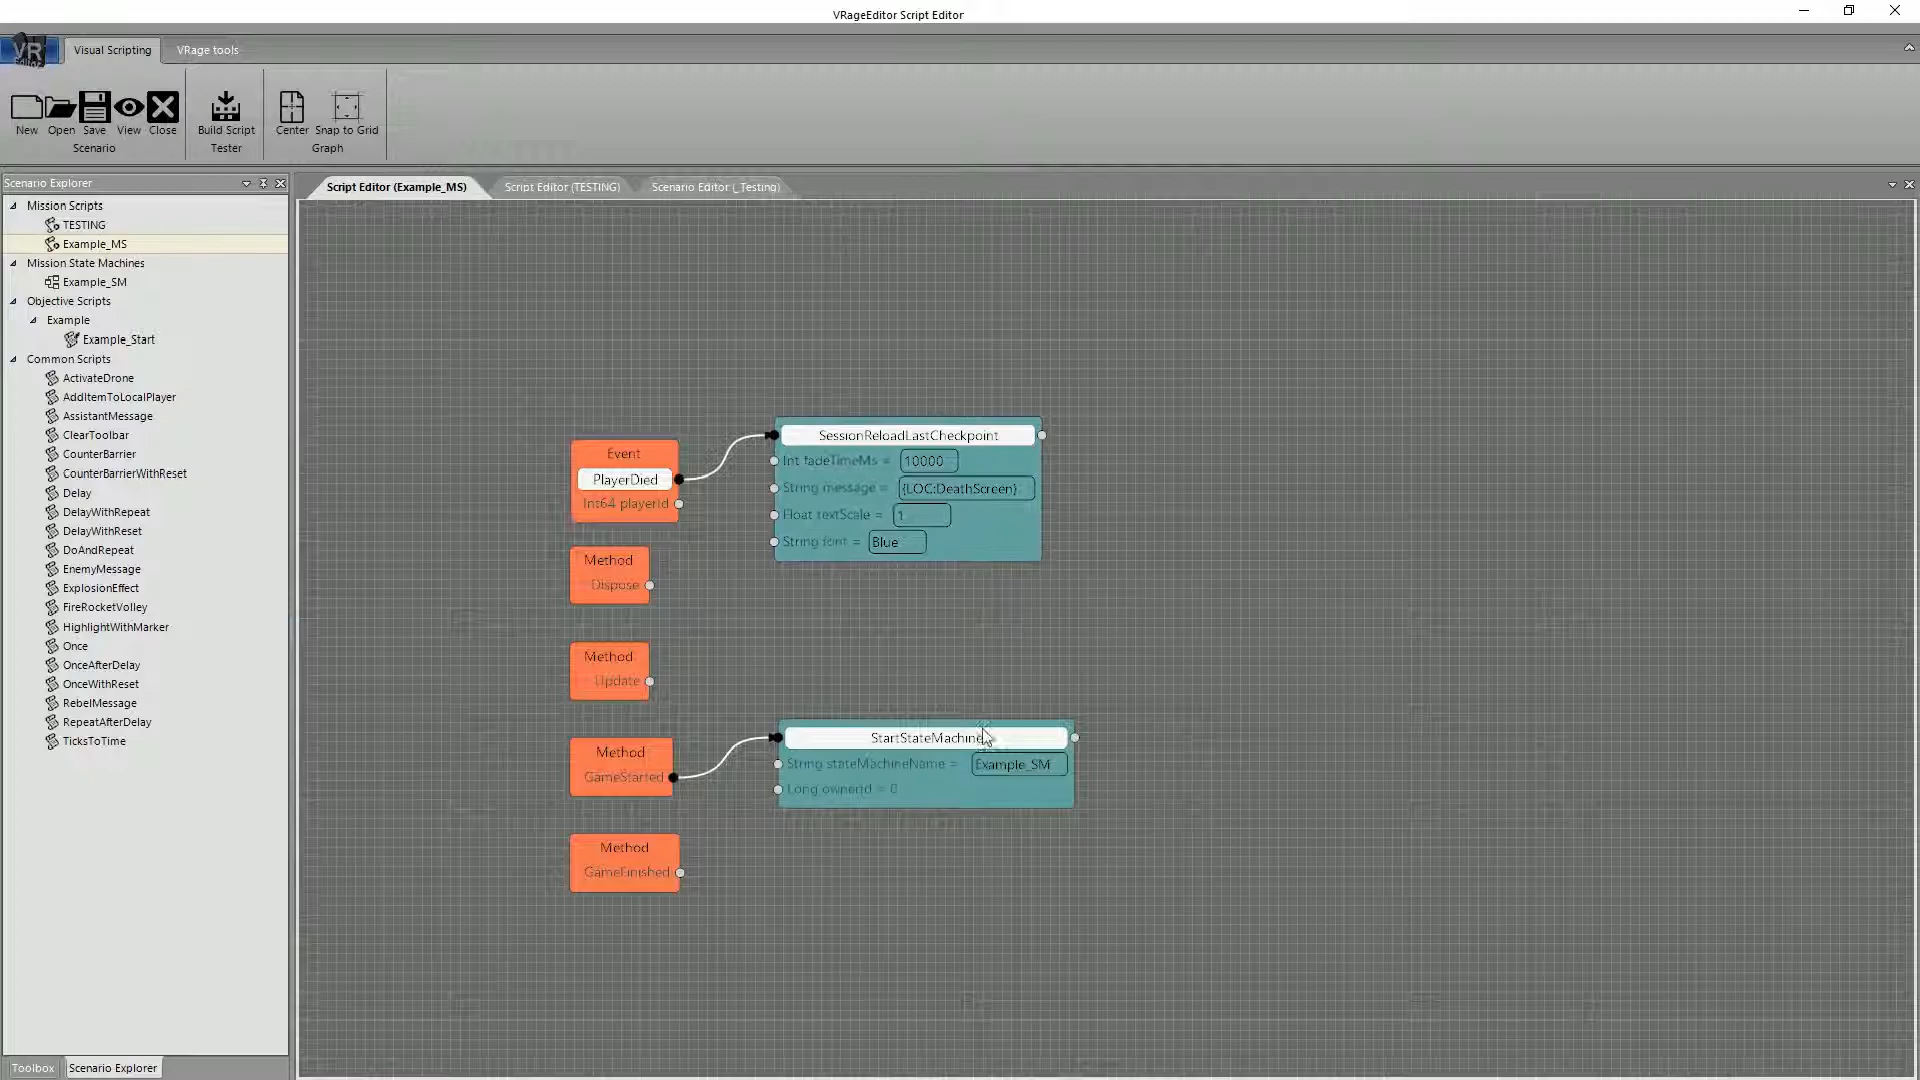 VRageEditor Script Editor
VR
Editor
Visual Scripting
VRage tools
New
Open
Save
View
Close
Build Script
Center
Snap to Grid
Scenario
Tester
Graph
Scenario Explorer
Script Editor (Example_MS)
Script Editor (TESTING)
Scenario Editor (_Testing)
Mission Scripts
TESTING
Example_MS
Mission State Machines
Example_SM
Objective Scripts
Example
Example_Start
Common Scripts
ActivateDrone
AddItemToLocalPlayer
AssistantMessage
ClearToolbar
CounterBarrier
CounterBarrierWithReset
Delay
DelayWithRepeat
DelayWithReset
DoAndRepeat
EnemyMessage
ExplosionEffect
FireRocketVolley
HighlightWithMarker
Once
OnceAfterDelay
OnceWithReset
RebelMessage
RepeatAfterDelay
TicksToTime
Toolbox
Scenario Explorer
Event
PlayerDied
Int64 playerId
SessionReloadLastCheckpoint
Int fadeTimeMs = 10000
String message = {LOC:DeathScreen}
Float textScale = 1
String font = Blue
Method
Dispose
Method
Update
Method
GameStarted
StartStateMachine
String stateMachineName = Example_SM
Long ownerId = 0
Method
GameFinished